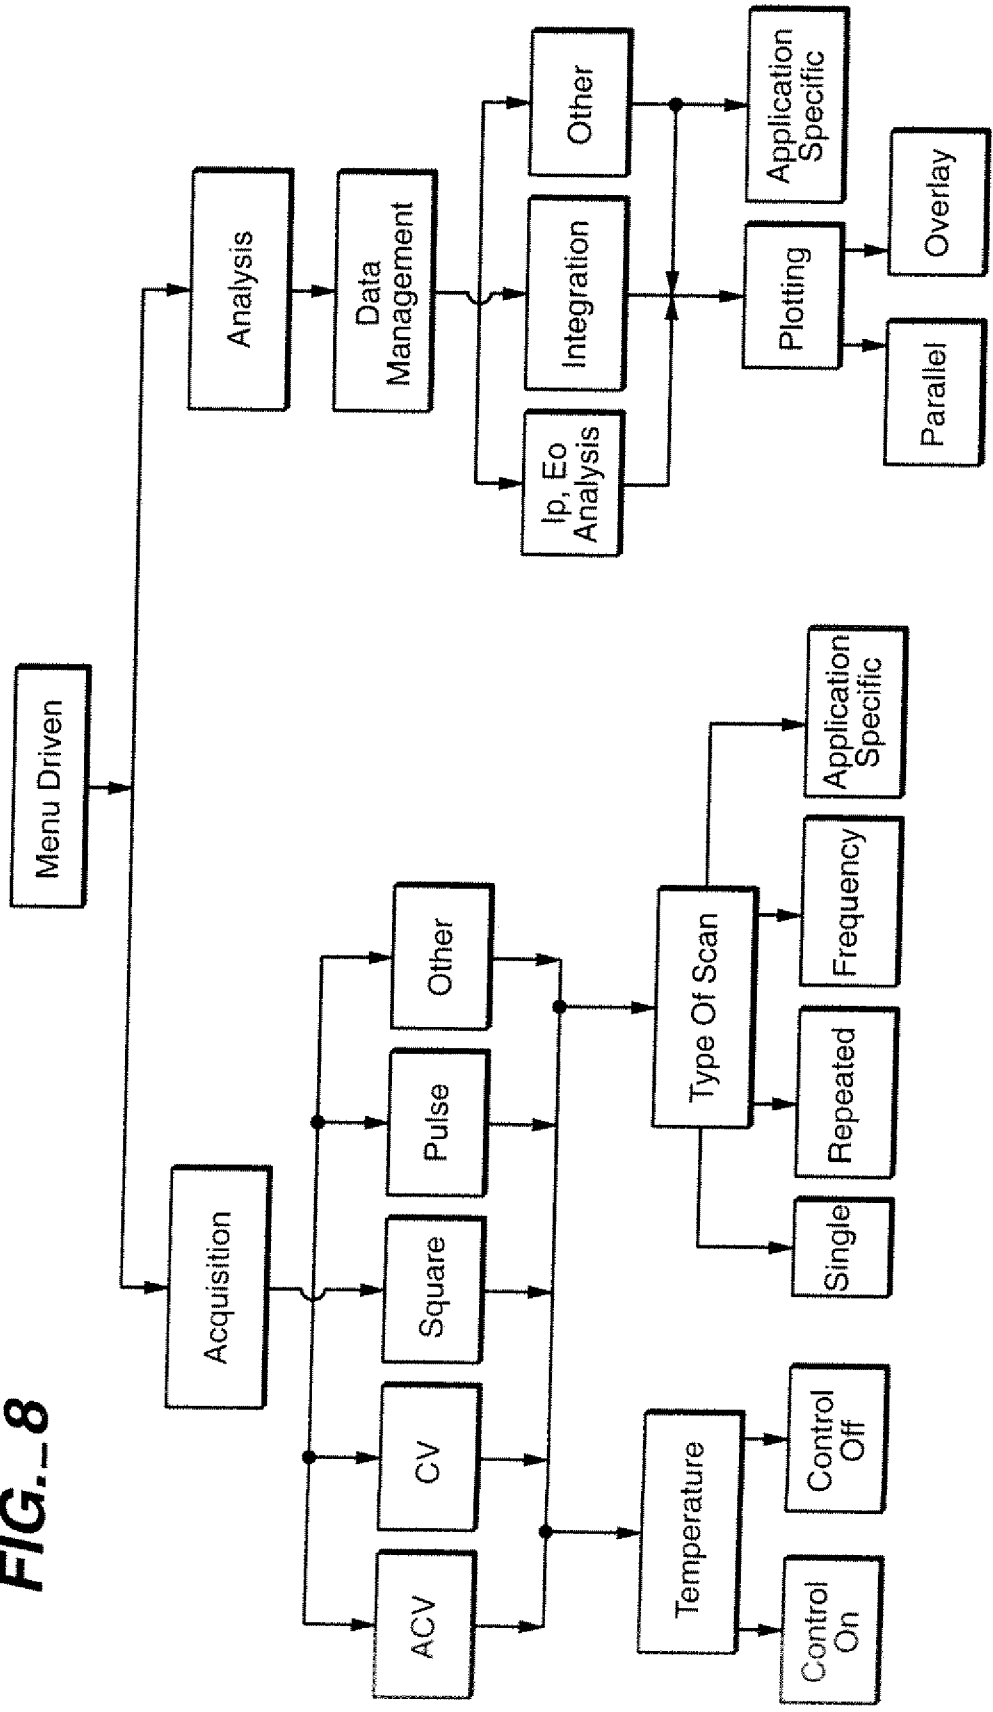 FIG._8
Menu Driven
Acquisition
Analysis
ACV
CV
Square
Pulse
Other
Data
Management
Ip, Eo
Analysis
Integration
Other
Temperature
Type Of Scan
Plotting
Application
Specific
Control
On
Control
Off
Single
Repeated
Frequency
Application
Specific
Parallel
Overlay